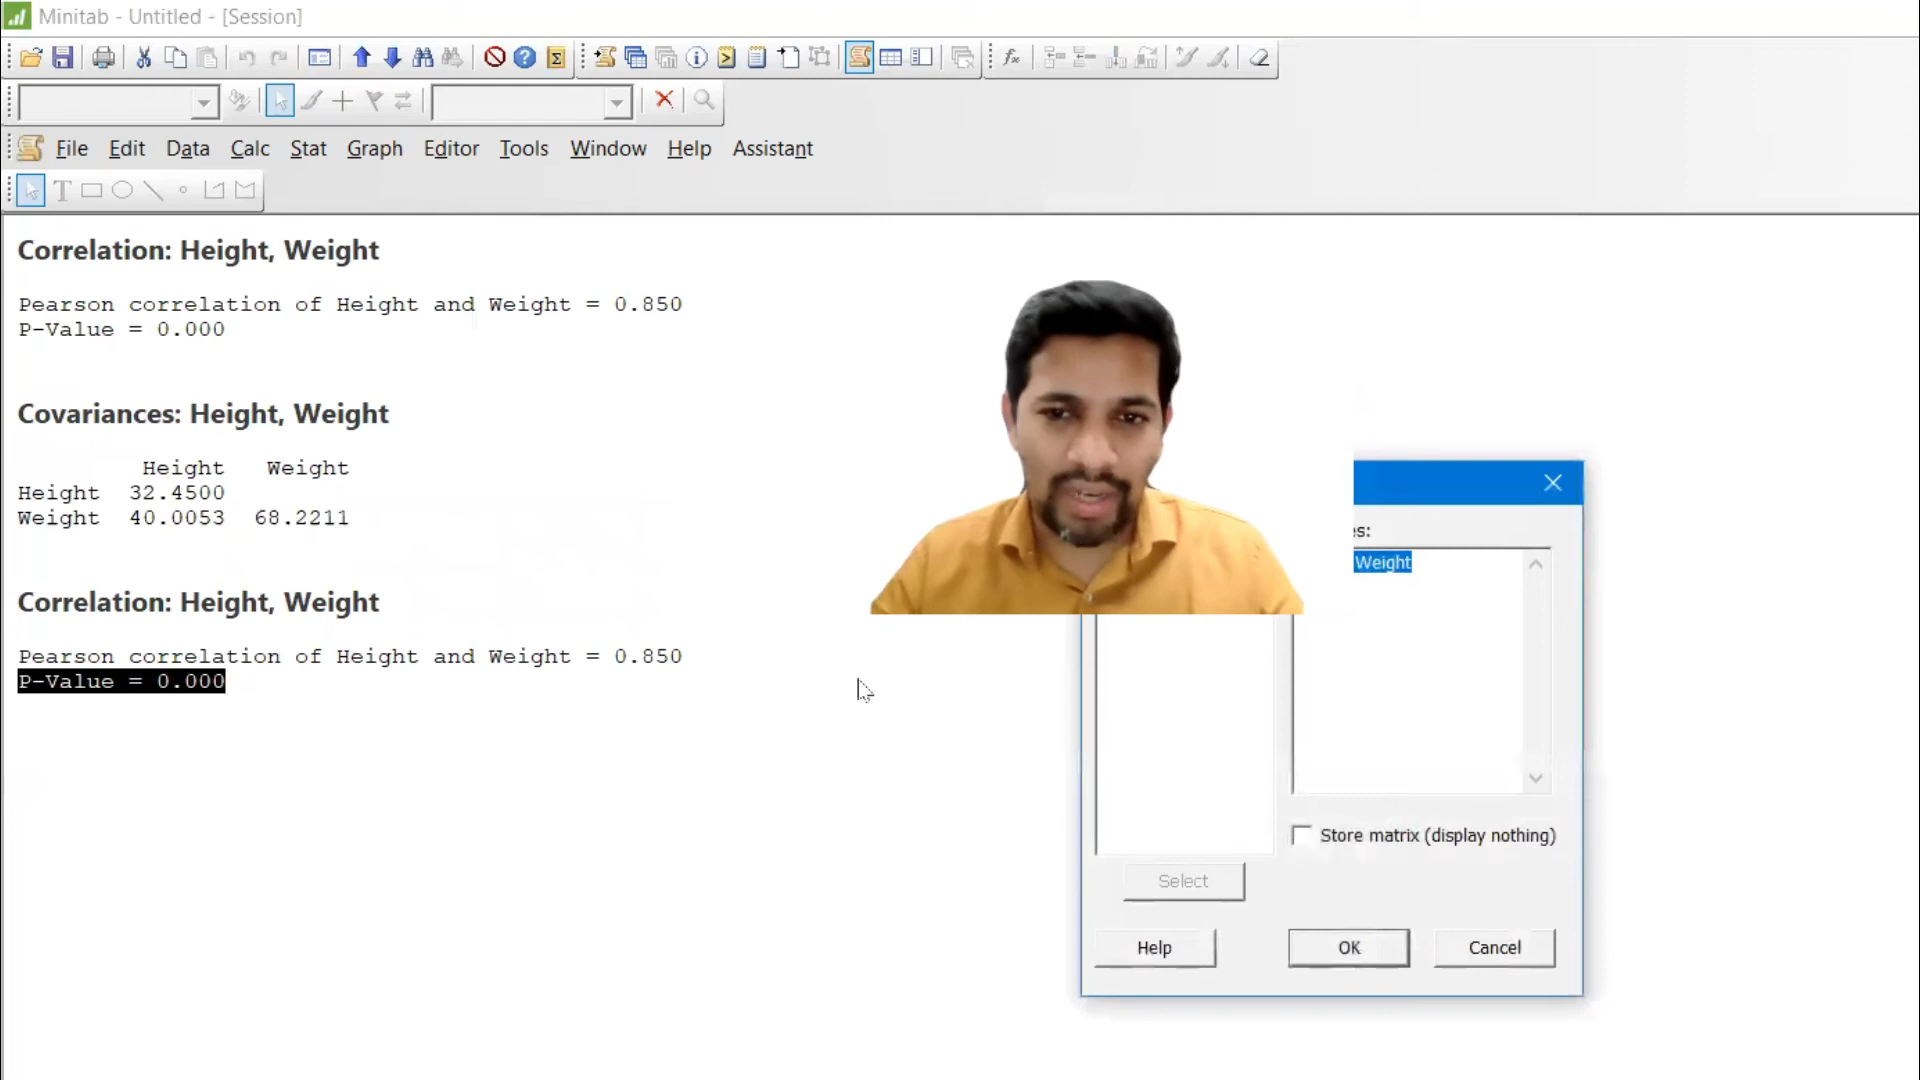 Minitab - Untitled - [Session]
File Edit Data Calc Stat Graph Editor Tools Window Help Assistant
Correlation: Height, Weight
Pearson correlation of Height and Weight = 0.850
P-Value = 0.000
Covariances: Height, Weight
Height Weight
Height 32.4500
Weight 40.0053 68.2211
Correlation: Height, Weight
Pearson correlation of Height and Weight = 0.850
P-Value = 0.000
es:
Weight
Store matrix (display nothing)
Select
Help OK Cancel